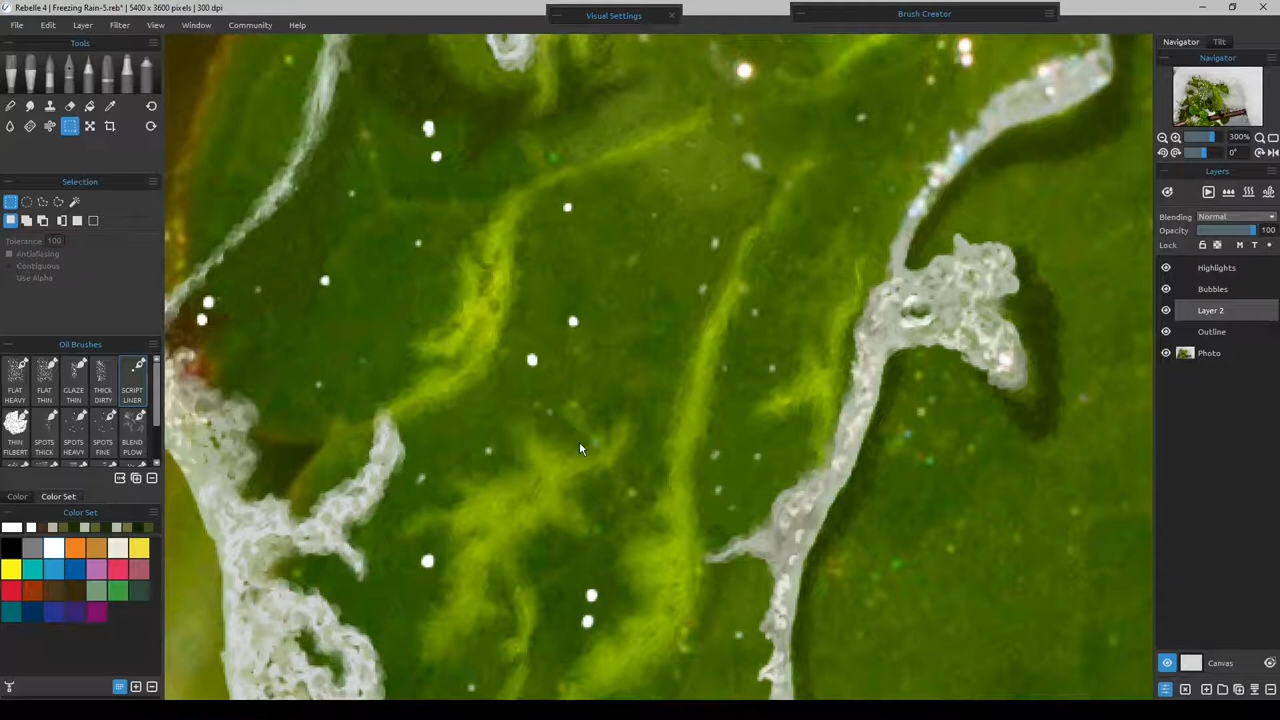 Rebelle 4 | Freezing Rain-5.reb* | 5400 x 3600 pixels | 300 dpi
Visual Settings
Brush Creator
File Edit Layer Filter View Window Community Help
Tools
Navigator Tilt
Navigator
300%
0°
Layers
Selection
Blending Normal
Opacity 100
Tolerance 100
Antialiasing
Lock M T
Contiguous
Use Alpha
Highlights
Bubbles
Layer 2
Outline
Oil Brushes
Photo
FLAT HEAVY
FLAT THIN
GLAZE THIN
THICK DIRTY
SCRIPT LINER
THIN FILBERT
SPOTS THICK
SPOTS HEAVY
SPOTS FINE
BLEND PLOW
Color Color Set
Color Set
Canvas